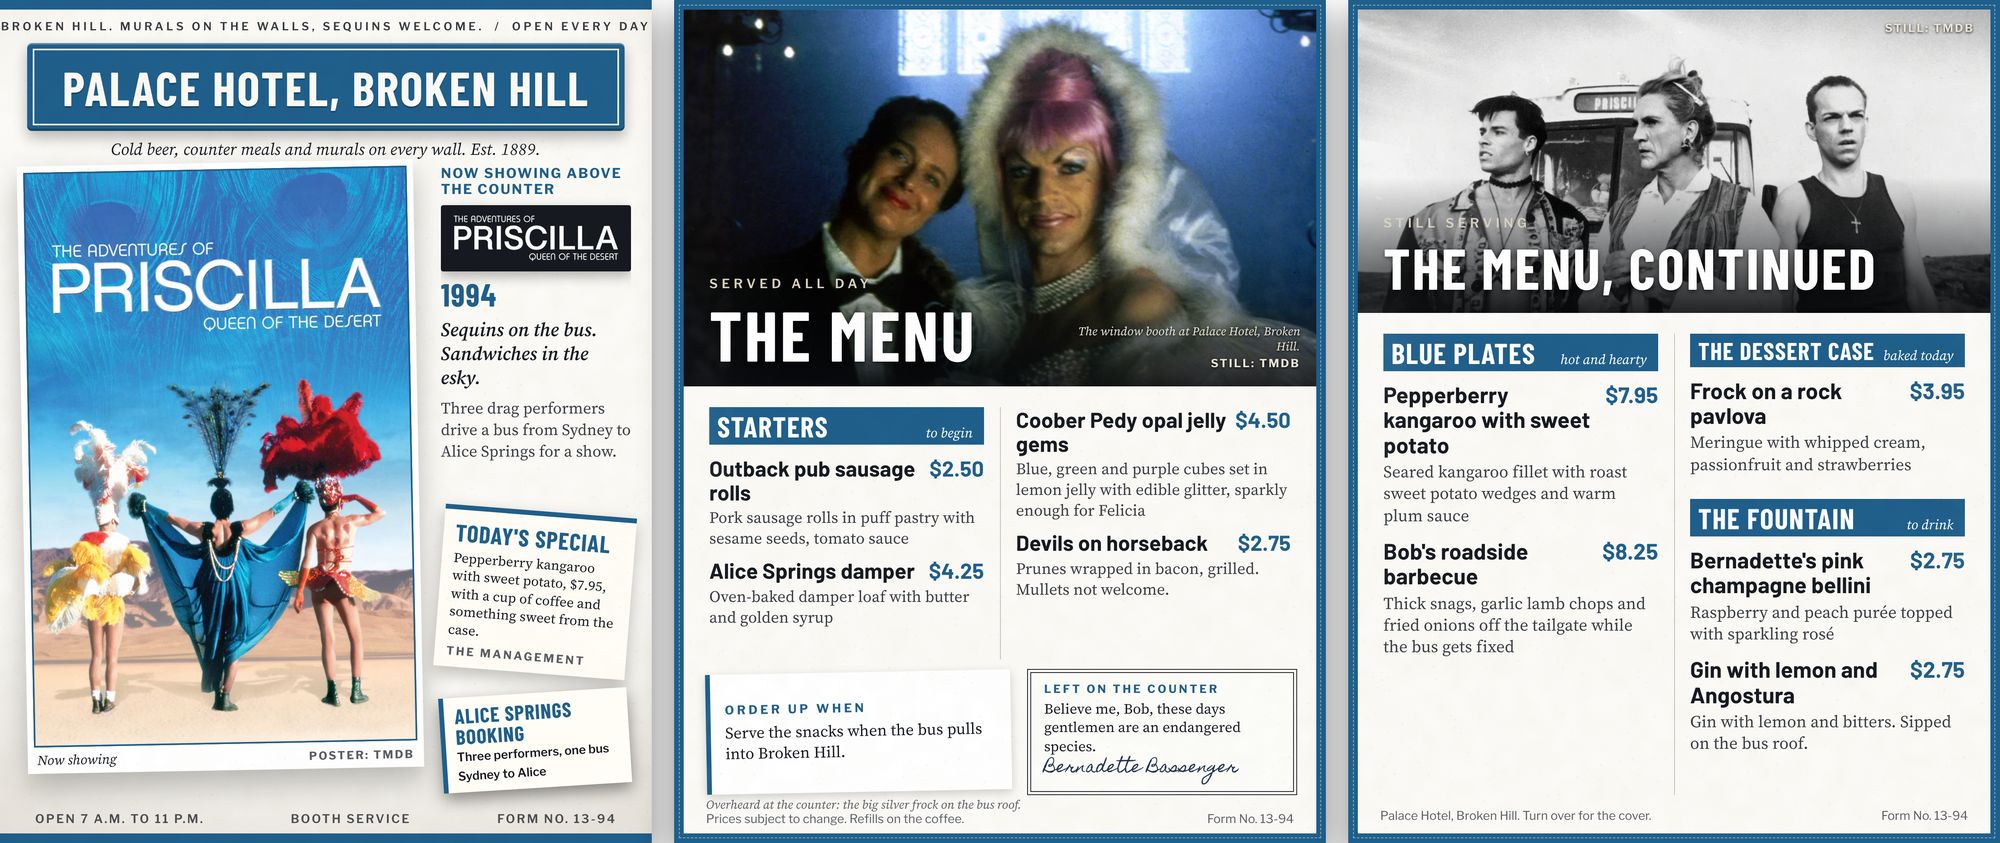 BROKEN HILL. MURALS ON THE WALLS, SEQUINS WELCOME. / OPEN EVERY DAY
PALACE HOTEL, BROKEN HILL
Cold beer, counter meals and murals on every wall. Est. 1889.
THE ADVENTURES OF
PRISCILLA
QUEEN OF THE DESERT
Now showing
POSTER: TMDB
NOW SHOWING ABOVE
THE COUNTER
THE ADVENTURES OF
PRISCILLA
QUEEN OF THE DESERT
1994
Sequins on the bus.
Sandwiches in the
esky.
Three drag performers
drive a bus from Sydney to
Alice Springs for a show.
TODAY'S SPECIAL
Pepperberry kangaroo
with sweet potato, $7.95,
with a cup of coffee and
something sweet from the
case.
THE MANAGEMENT
ALICE SPRINGS
BOOKING
Three performers, one bus
Sydney to Alice
OPEN 7 A.M. TO 11 P.M.
BOOTH SERVICE
FORM NO. 13-94
SERVED ALL DAY
THE MENU
The window booth at Palace Hotel, Broken
Hill.
STILL: TMDB
STARTERS
to begin
Outback pub sausage $2.50
rolls
Pork sausage rolls in puff pastry with
sesame seeds, tomato sauce
Alice Springs damper $4.25
Oven-baked damper loaf with butter
and golden syrup
Coober Pedy opal jelly $4.50
gems
Blue, green and purple cubes set in
lemon jelly with edible glitter, sparkly
enough for Felicia
Devils on horseback $2.75
Prunes wrapped in bacon, grilled.
Mullets not welcome.
ORDER UP WHEN
Serve the snacks when the bus pulls
into Broken Hill.
LEFT ON THE COUNTER
Believe me, Bob, these days
gentlemen are an endangered
species.
Bernadette Bassenger
Overheard at the counter: the big silver frock on the bus roof.
Prices subject to change. Refills on the coffee.
Form No. 13-94
STILL: TMDB
PRISCIL
STILL SERVING
THE MENU, CONTINUED
BLUE PLATES
hot and hearty
Pepperberry $7.95
kangaroo with sweet
potato
Seared kangaroo fillet with roast
sweet potato wedges and warm
plum sauce
Bob's roadside $8.25
barbecue
Thick snags, garlic lamb chops and
fried onions off the tailgate while
the bus gets fixed
THE DESSERT CASE
baked today
Frock on a rock $3.95
pavlova
Meringue with whipped cream,
passionfruit and strawberries
THE FOUNTAIN
to drink
Bernadette's pink $2.75
champagne bellini
Raspberry and peach purée topped
with sparkling rosé
Gin with lemon and $2.75
Angostura
Gin with lemon and bitters. Sipped
on the bus roof.
Palace Hotel, Broken Hill. Turn over for the cover.
Form No. 13-94